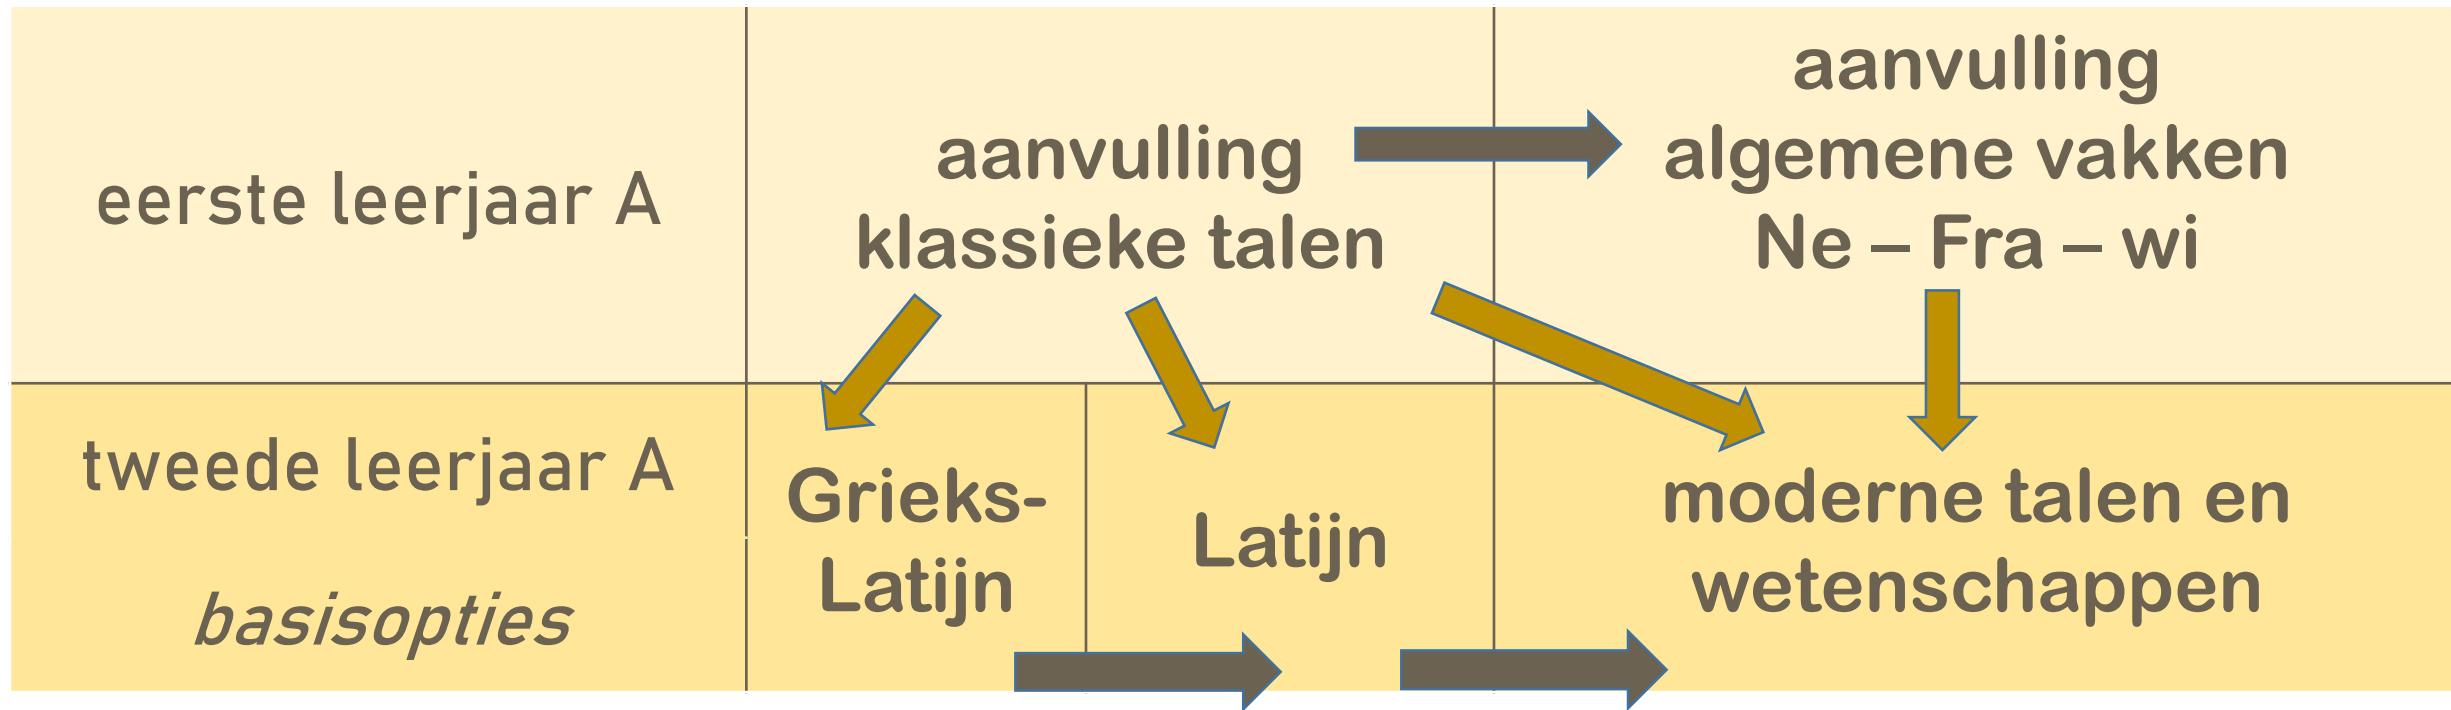 eerste leerjaar A
aanvulling
klassieke talen
aanvulling
algemene vakken
Ne – Fra – wi
tweede leerjaar A
basisopties
Grieks-
Latijn
Latijn
moderne talen en
wetenschappen